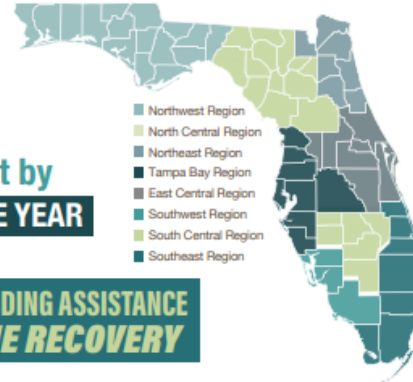 Northwest Region
North Central Region
Northeast Region
Tampa Bay Region
East Central Region
Southwest Region
South Central Region
Southeast Region
t by
E YEAR
DING ASSISTANCE
E RECOVERY